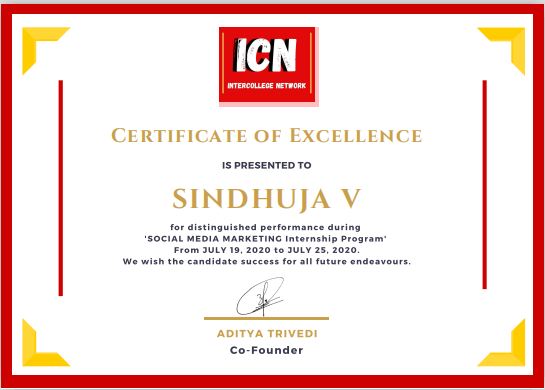 ICN
INTERCOLLEGE NETWORK
CERTIFICATE OF EXCELLENCE
IS PRESENTED TO
SINDHUJA V
for distinguished performance during
'SOCIAL MEDIA MARKETING Internship Program'
From JULY 19, 2020 to JULY 25, 2020.
We wish the candidate success for all future endeavours.
ADITYA TRIVEDI
Co-Founder